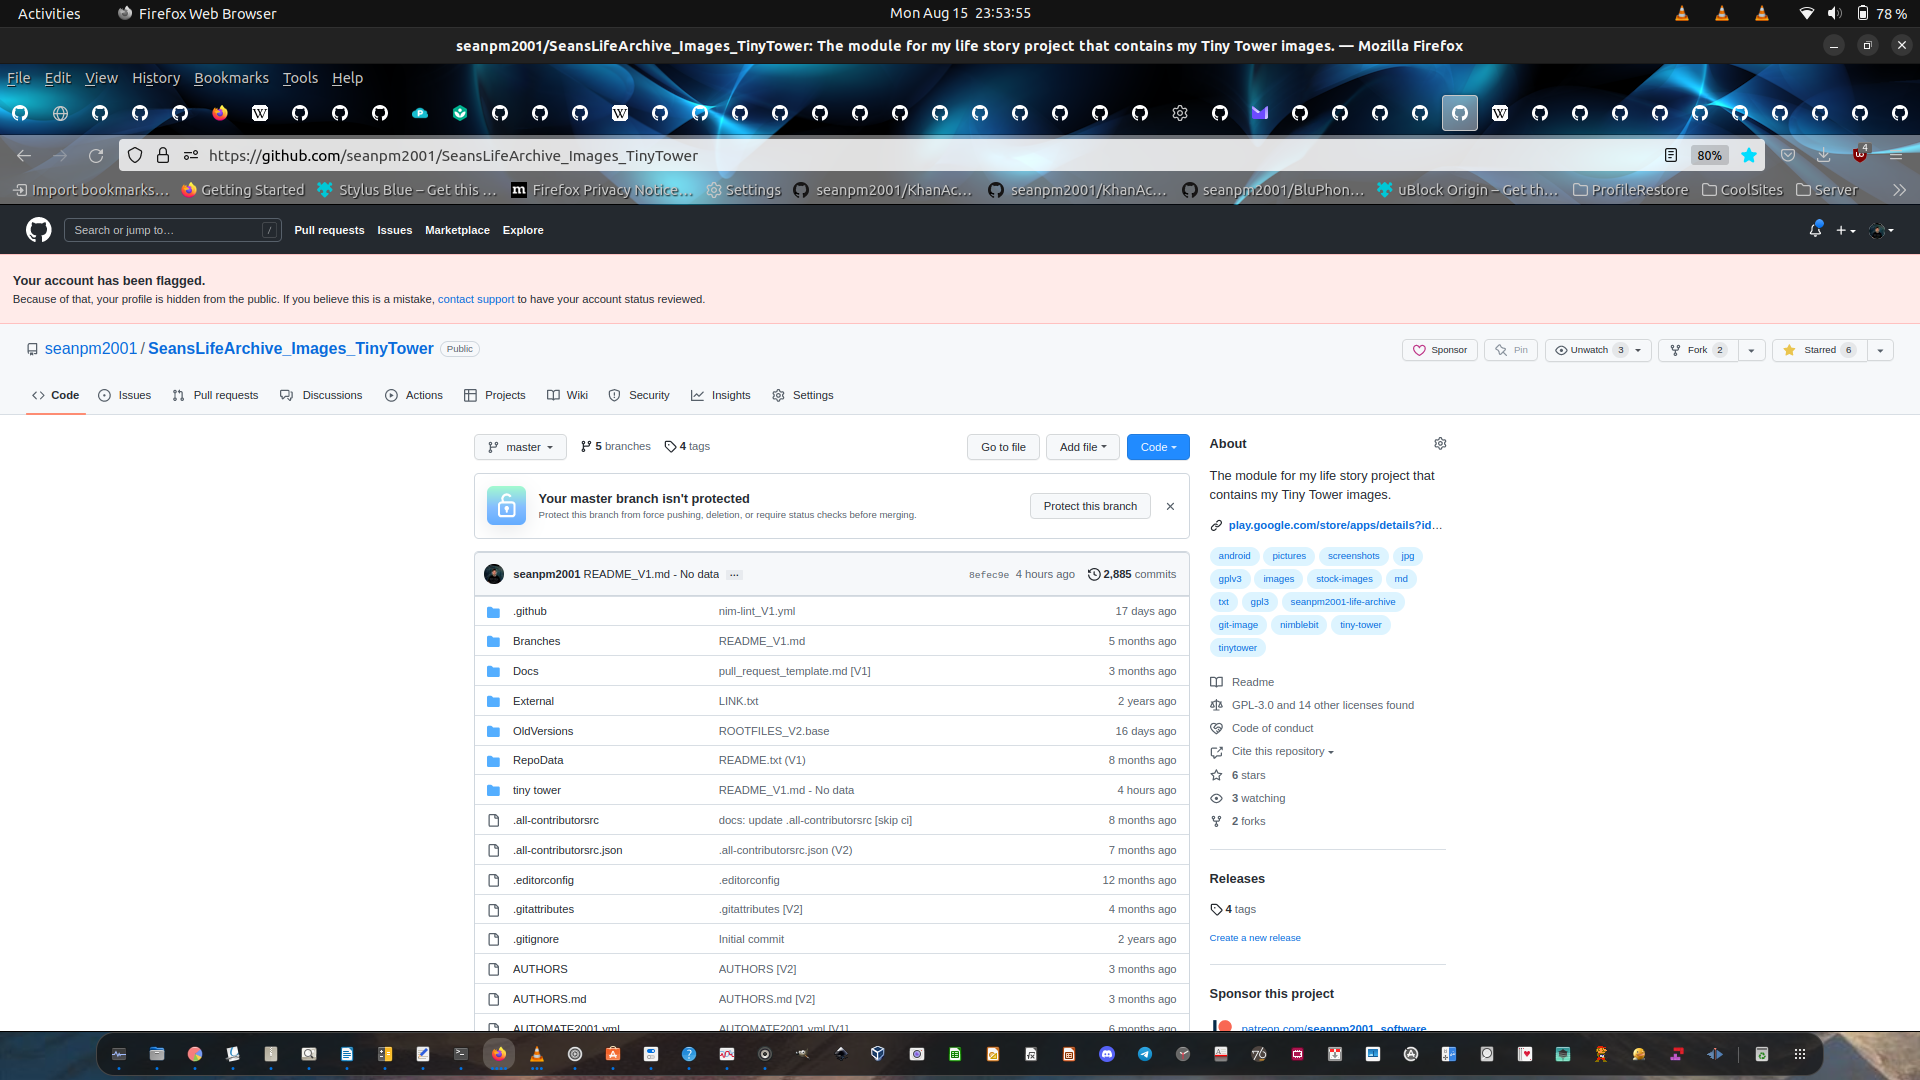 Activities
Firefox Web Browser
Mon Aug 15 23:53:55
78 %
seanpm2001/SeansLifeArchive_Images_TinyTower: The module for my life story project that contains my Tiny Tower images. — Mozilla Firefox
File Edit View History Bookmarks Tools Help
https://github.com/seanpm2001/SeansLifeArchive_Images_TinyTower
80%
4
Import bookmarks…
Getting Started
Stylus Blue – Get this …
Firefox Privacy Notice…
Settings
seanpm2001/KhanAc…
seanpm2001/KhanAc…
seanpm2001/BluPhon…
uBlock Origin – Get th…
ProfileRestore
CoolSites
Server
Search or jump to…
/
Pull requests
Issues
Marketplace
Explore
Your account has been flagged.
Because of that, your profile is hidden from the public. If you believe this is a mistake, contact support to have your account status reviewed.
seanpm2001 / SeansLifeArchive_Images_TinyTower
Public
Sponsor
Pin
Unwatch 3
Fork 2
Starred 6
Code
Issues
Pull requests
Discussions
Actions
Projects
Wiki
Security
Insights
Settings
master
5 branches
4 tags
Go to file
Add file
Code
Your master branch isn't protected
Protect this branch from force pushing, deletion, or require status checks before merging.
Protect this branch
seanpm2001 README_V1.md - No data …
8efec9e 4 hours ago
2,885 commits
.github nim-lint_V1.yml 17 days ago
Branches README_V1.md 5 months ago
Docs pull_request_template.md [V1] 3 months ago
External LINK.txt 2 years ago
OldVersions ROOTFILES_V2.base 16 days ago
RepoData README.txt (V1) 8 months ago
tiny tower README_V1.md - No data 4 hours ago
.all-contributorsrc docs: update .all-contributorsrc [skip ci] 8 months ago
.all-contributorsrc.json .all-contributorsrc.json (V2) 7 months ago
.editorconfig .editorconfig 12 months ago
.gitattributes .gitattributes [V2] 4 months ago
.gitignore Initial commit 2 years ago
AUTHORS AUTHORS [V2] 3 months ago
AUTHORS.md AUTHORS.md [V2] 3 months ago
AUTOMATE2001.yml AUTOMATE2001.yml [V1] 6 months ago
About
The module for my life story project that
contains my Tiny Tower images.
play.google.com/store/apps/details?id…
android pictures screenshots jpg
gplv3 images stock-images md
txt gpl3 seanpm2001-life-archive
git-image nimblebit tiny-tower
tinytower
Readme
GPL-3.0 and 14 other licenses found
Code of conduct
Cite this repository
6 stars
3 watching
2 forks
Releases
4 tags
Create a new release
Sponsor this project
patreon.com/seanpm2001_software